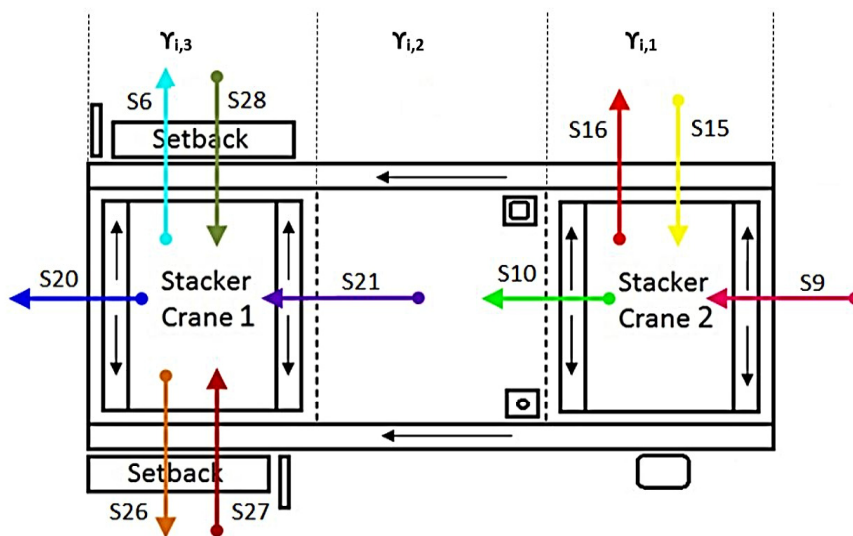 ϒi,3 ϒi,2 ϒi,1
S6 S28 S16 S15
Setback
S20 Stacker Crane 1 S21 S10 Stacker Crane 2 S9
Setback
S26 S27